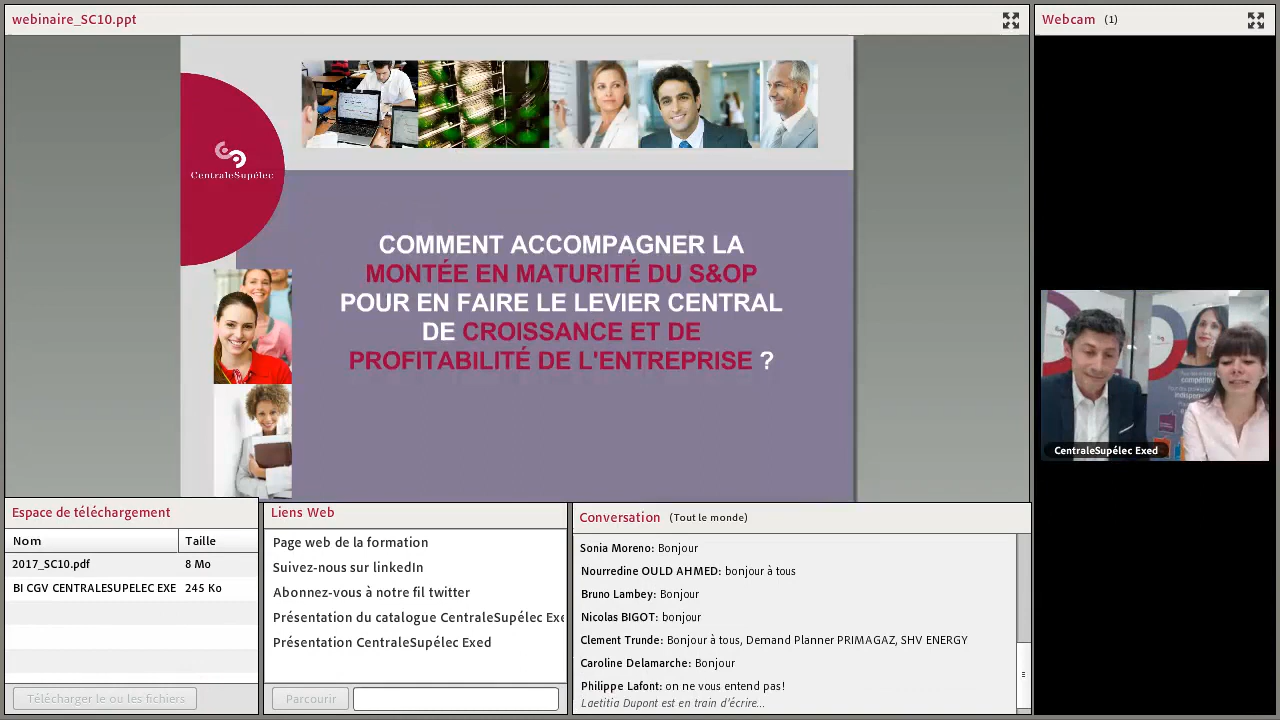 webinaire_SC10.ppt
Webcam (1)
CentraleSupélec
COMMENT ACCOMPAGNER LA
MONTÉE EN MATURITÉ DU S&OP
POUR EN FAIRE LE LEVIER CENTRAL
DE CROISSANCE ET DE
PROFITABILITÉ DE L'ENTREPRISE ?
CentraleSupélec Exed
Espace de téléchargement
Nom Taille
2017_SC10.pdf 8 Mo
BI CGV CENTRALESUPELEC EXE 245 Ko
Télécharger le ou les fichiers
Liens Web
Page web de la formation
Suivez-nous sur linkedIn
Abonnez-vous à notre fil twitter
Présentation du catalogue CentraleSupélec Exe
Présentation CentraleSupélec Exed
Parcourir
Conversation (Tout le monde)
Sonia Moreno: Bonjour
Nourredine OULD AHMED: bonjour à tous
Bruno Lambey: Bonjour
Nicolas BIGOT: bonjour
Clement Trunde: Bonjour à tous, Demand Planner PRIMAGAZ, SHV ENERGY
Caroline Delamarche: Bonjour
Philippe Lafont: on ne vous entend pas!
Laetitia Dupont est en train d'écrire...